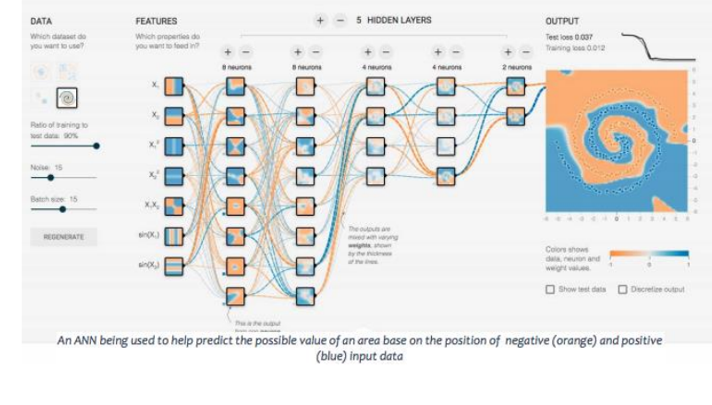 DATA
Which dataset do
you want to use?
Ratio of training to
test data: 90%
Noise: 15
Batch size: 15
REGENERATE
FEATURES
Which properties do
you want to feed in?
X₁
X₂
X₁²
X₂²
X₁X₂
sin(X₁)
sin(X₂)
+ − 5 HIDDEN LAYERS
+ − + − + − + − + −
8 neurons 8 neurons 4 neurons 4 neurons 2 neurons
The outputs are
mixed with varying
weights, shown
by the thickness
of the lines.
This is the output
OUTPUT
Test loss 0.037
Training loss 0.012
Colors shows
data, neuron and
weight values.
Show test data Discretize output
An ANN being used to help predict the possible value of an area base on the position of negative (orange) and positive
(blue) input data